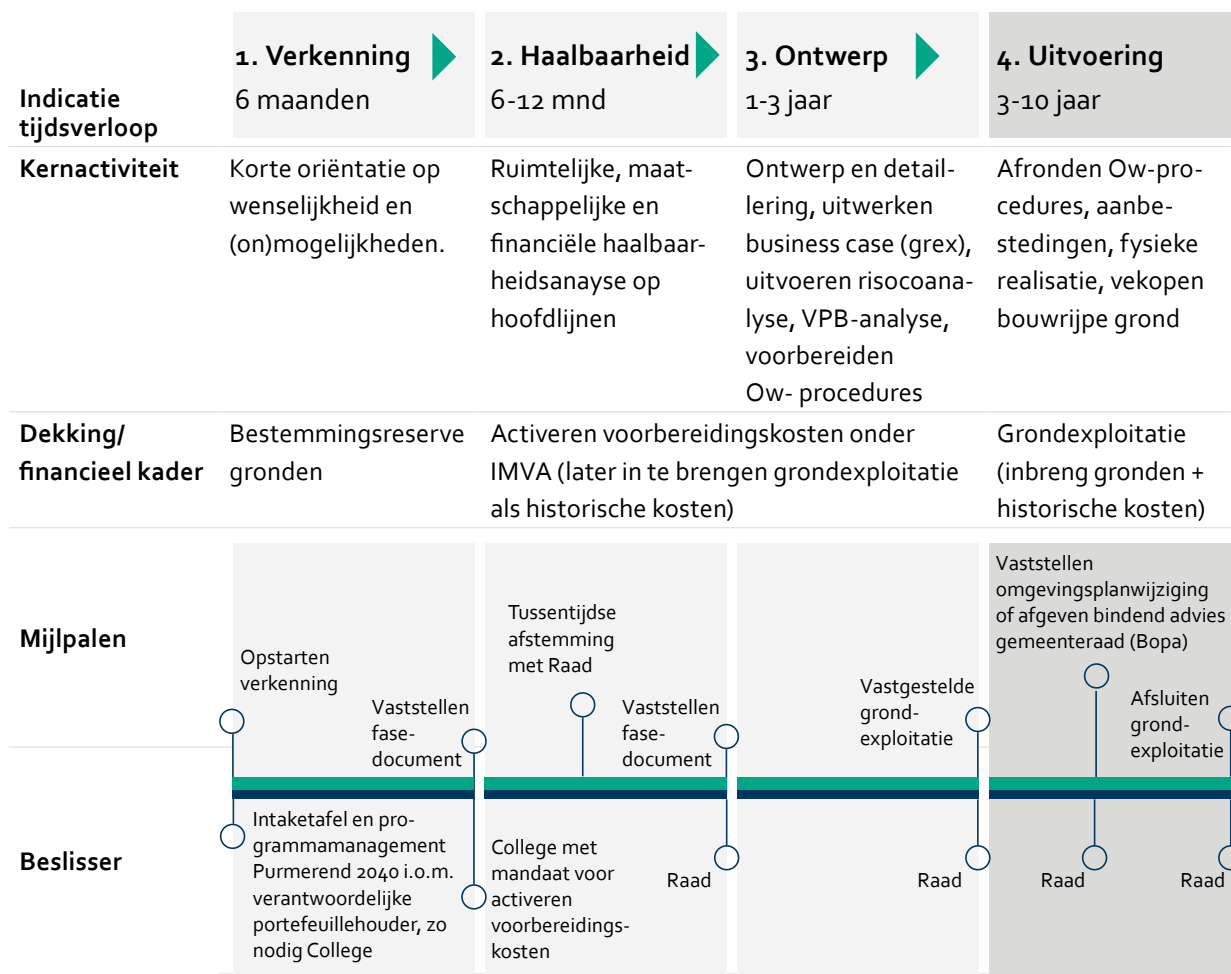 Indicatie
tijdsverloop
1. Verkenning
6 maanden
2. Haalbaarheid
6-12 mnd
3. Ontwerp
1-3 jaar
4. Uitvoering
3-10 jaar
Kernactiviteit
Korte oriëntatie op
wenselijkheid en
(on)mogelijkheden.
Ruimtelijke, maat-
schappelijke en
financiële haalbaar-
heidsanayse op
hoofdlijnen
Ontwerp en detail-
lering, uitwerken
business case (grex),
uitvoeren risocoana-
lyse, VPB-analyse,
voorbereiden
Ow- procedures
Afronden Ow-pro-
cedures, aanbe-
stedingen, fysieke
realisatie, vekopen
bouwrijpe grond
Dekking/
financieel kader
Bestemmingsreserve
gronden
Activeren voorbereidingskosten onder
IMVA (later in te brengen grondexploitatie
als historische kosten)
Grondexploitatie
(inbreng gronden +
historische kosten)
Mijlpalen
Opstarten
verkenning
Vaststellen
fase-
document
Tussentijdse
afstemming
met Raad
Vaststellen
fase-
document
Vastgestelde
grond-
exploitatie
Vaststellen
omgevingsplanwijziging
of afgeven bindend advies
gemeenteraad (Bopa)
Afsluiten
grond-
exploitatie
Beslisser
Intaketafel en pro-
grammamanagement
Purmerend 2040 i.o.m.
verantwoordelijke
portefeuillehouder, zo
nodig College
College met
mandaat voor
activeren
voorbereidings-
kosten
Raad
Raad
Raad
Raad